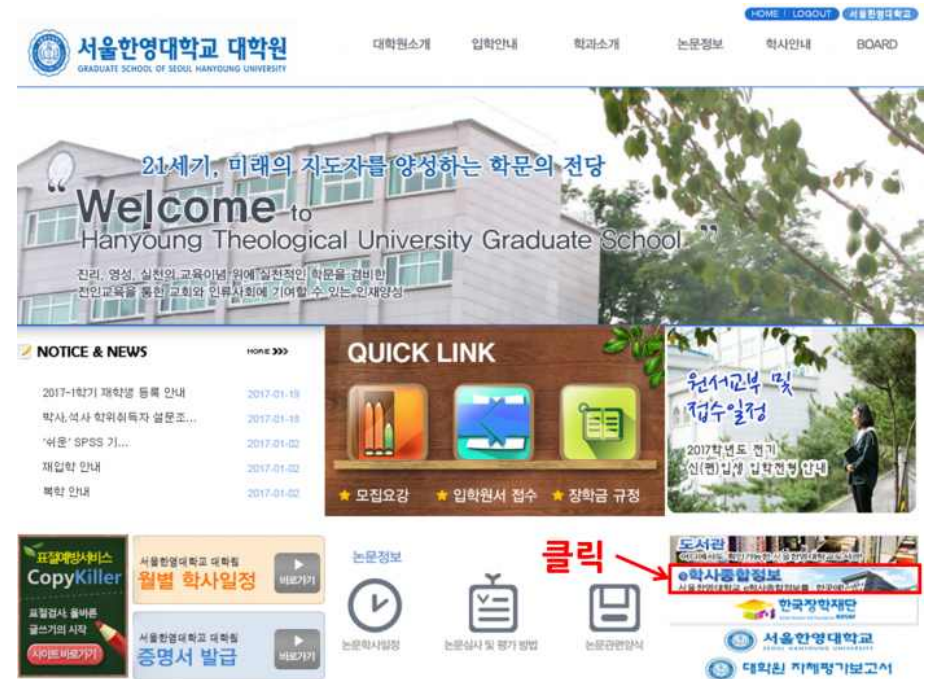 HOME | LOGOUT 서울한영대학교
서울한영대학교 대학원
GRADUATE SCHOOL OF SEOUL HANYOUNG UNIVERSITY
대학원소개 입학안내 학과소개 논문정보 학사안내 BOARD
21세기, 미래의 지도자를 양성하는 학문의 전당
“ Welcome to
Hanyoung Theological University Graduate School ”
진리, 영성, 실천의 교육이념 위에 실천적인 학문을 겸비한
전인교육을 통한 교회와 인류사회에 기여할 수 있는 인재양성
NOTICE & NEWS HOME >>>
2017-1학기 재학생 등록 안내 2017-01-19
박사,석사 학위취득자 설문조... 2017-01-18
'쉬운' SPSS 기... 2017-01-02
재입학 안내 2017-01-02
복학 안내 2017-01-02
QUICK LINK
★ 모집요강 ★ 입학원서 접수 ★ 장학금 규정
원서교부 및
접수일정
2017학년도 전기
신(편)입생 입학전형 안내
표절예방서비스
CopyKiller
표절검사, 올바른
글쓰기의 시작
사이트 바로가기
서울한영대학교 대학원
월별 학사일정
바로가기
서울한영대학교 대학원
증명서 발급
바로가기
논문정보
논문학사일정 논문심사 및 평가 방법 논문관련양식
클릭
도서관
e학사종합정보
한국장학재단
서울한영대학교
HANYOUNG UNIVERSITY
대학원 자체평가보고서